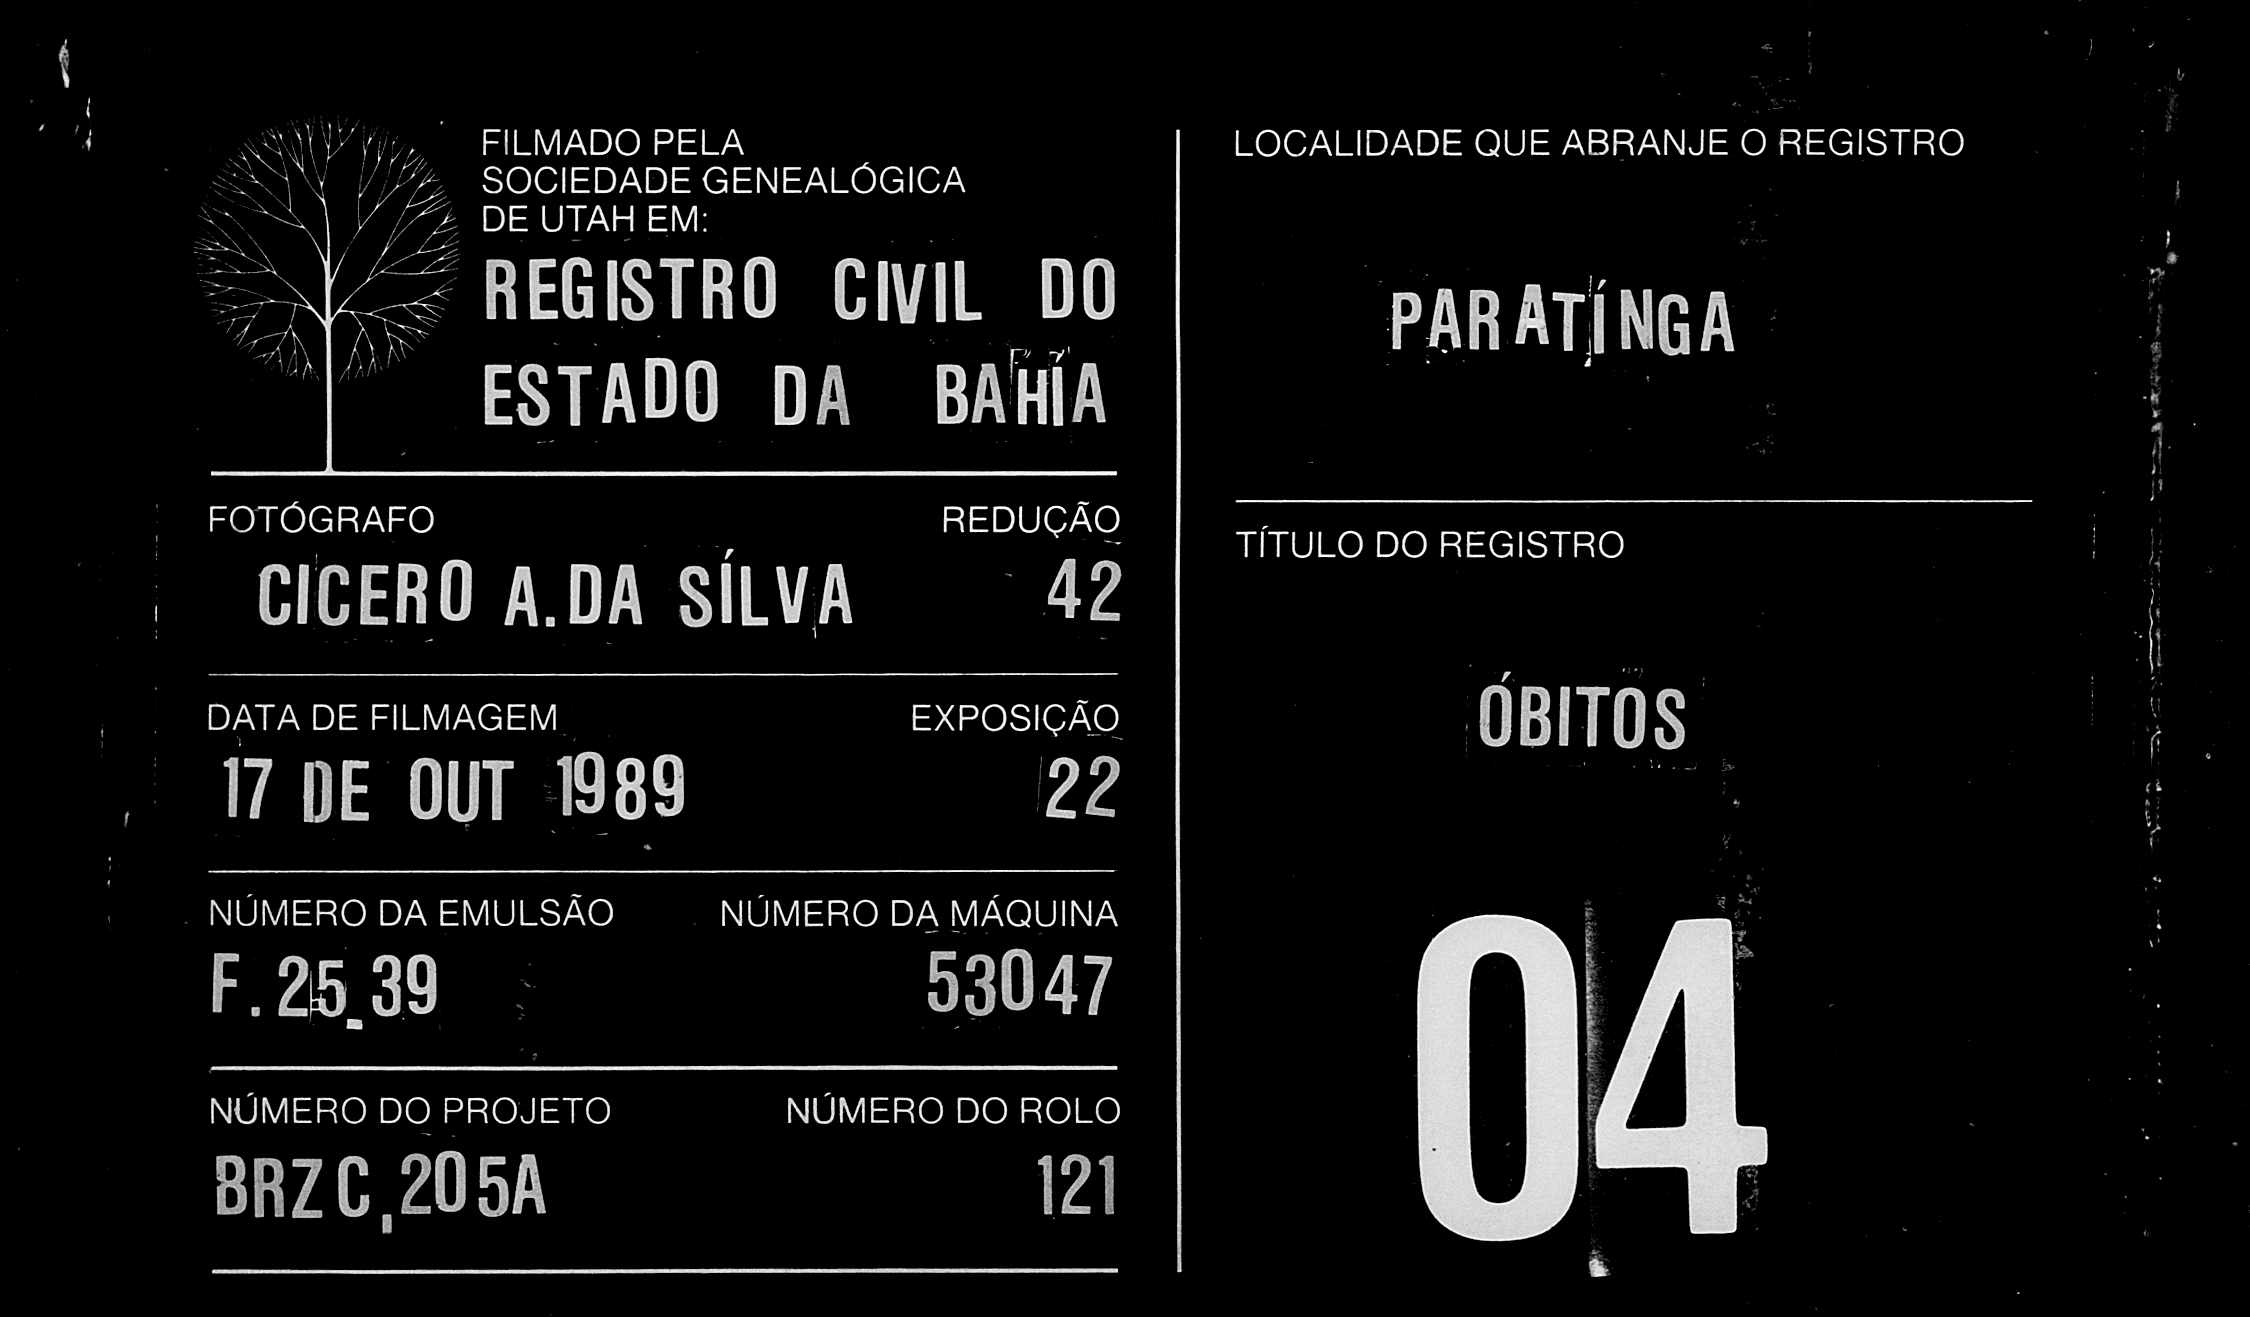 FILMADO PELA
SOCIEDADE GENEALÓGICA
DE UTAH EM:
REGISTRO CIVIL DO
ESTADO DA BAHÍA
FOTÓGRAFO REDUÇÃO
CICERO A. DA SÍLVA 42
DATA DE FILMAGEM EXPOSIÇÃO
17 DE OUT 1989 22
NÚMERO DA EMULSÃO NÚMERO DA MÁQUINA
F. 25.39 53047
NÚMERO DO PROJETO NÚMERO DO ROLO
BRZC,205A 121
LOCALIDADE QUE ABRANJE O REGISTRO
PARATÍNGA
TÍTULO DO REGISTRO
ÓBITOS
04